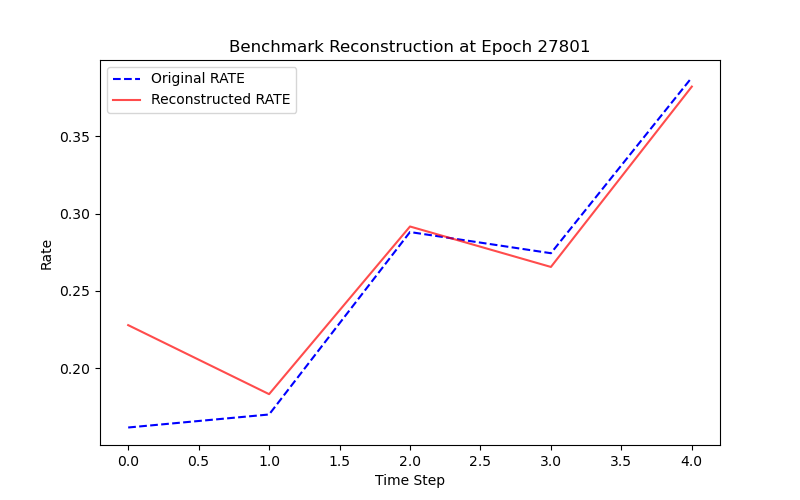 Benchmark Reconstruction at Epoch 27801
Original RATE
Reconstructed RATE
0.35
0.30
0.25
0.20
Rate
0.0 0.5 1.0 1.5 2.0 2.5 3.0 3.5 4.0
Time Step